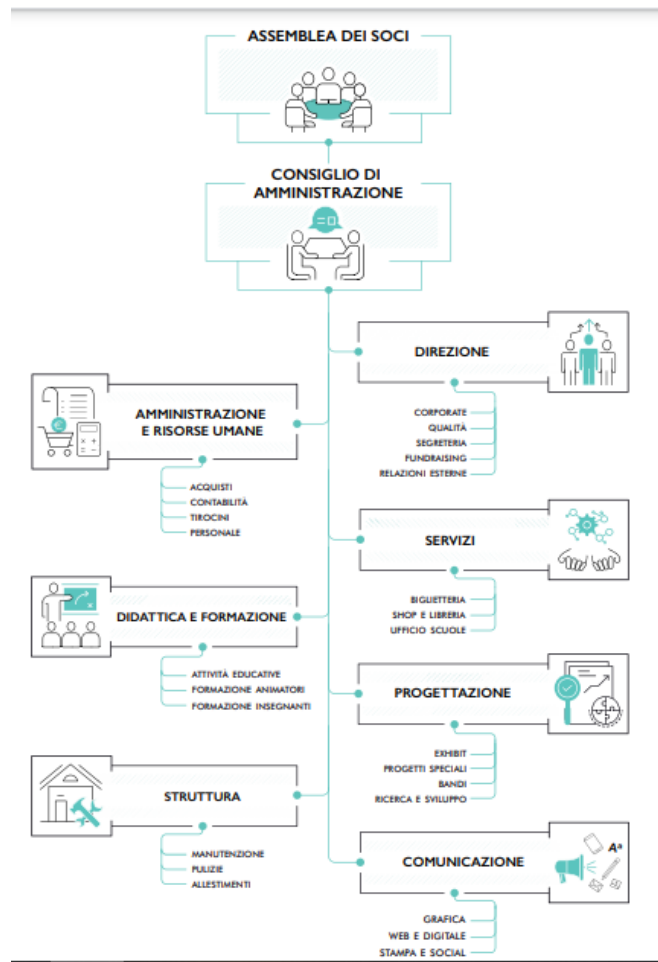 ASSEMBLEA DEI SOCI
CONSIGLIO DI
AMMINISTRAZIONE
DIREZIONE
CORPORATE
QUALITÀ
SEGRETERIA
FUNDRAISING
RELAZIONI ESTERNE
AMMINISTRAZIONE
E RISORSE UMANE
ACQUISTI
CONTABILITÀ
TIROCINI
PERSONALE
SERVIZI
BIGLIETTERIA
SHOP E LIBRERIA
UFFICIO SCUOLE
DIDATTICA E FORMAZIONE
ATTIVITÀ EDUCATIVE
FORMAZIONE ANIMATORI
FORMAZIONE INSEGNANTI
PROGETTAZIONE
EXHIBIT
PROGETTI SPECIALI
BANDI
RICERCA E SVILUPPO
STRUTTURA
MANUTENZIONE
PULIZIE
ALLESTIMENTI
COMUNICAZIONE
Aa
GRAFICA
WEB E DIGITALE
STAMPA E SOCIAL